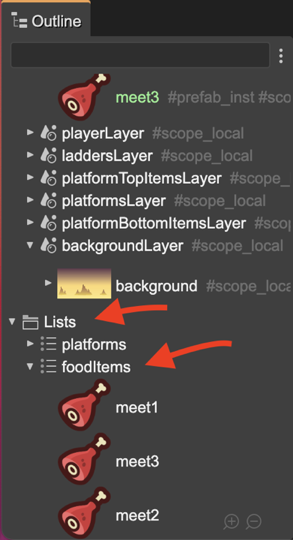 Outline
meet3 #prefab_inst #sco
playerLayer #scope_local
laddersLayer #scope_local
platformTopItemsLayer #scope_
platformsLayer #scope_local
platformBottomItemsLayer #scop
backgroundLayer #scope_local
background #scope_loca
Lists
platforms
foodItems
meet1
meet3
meet2